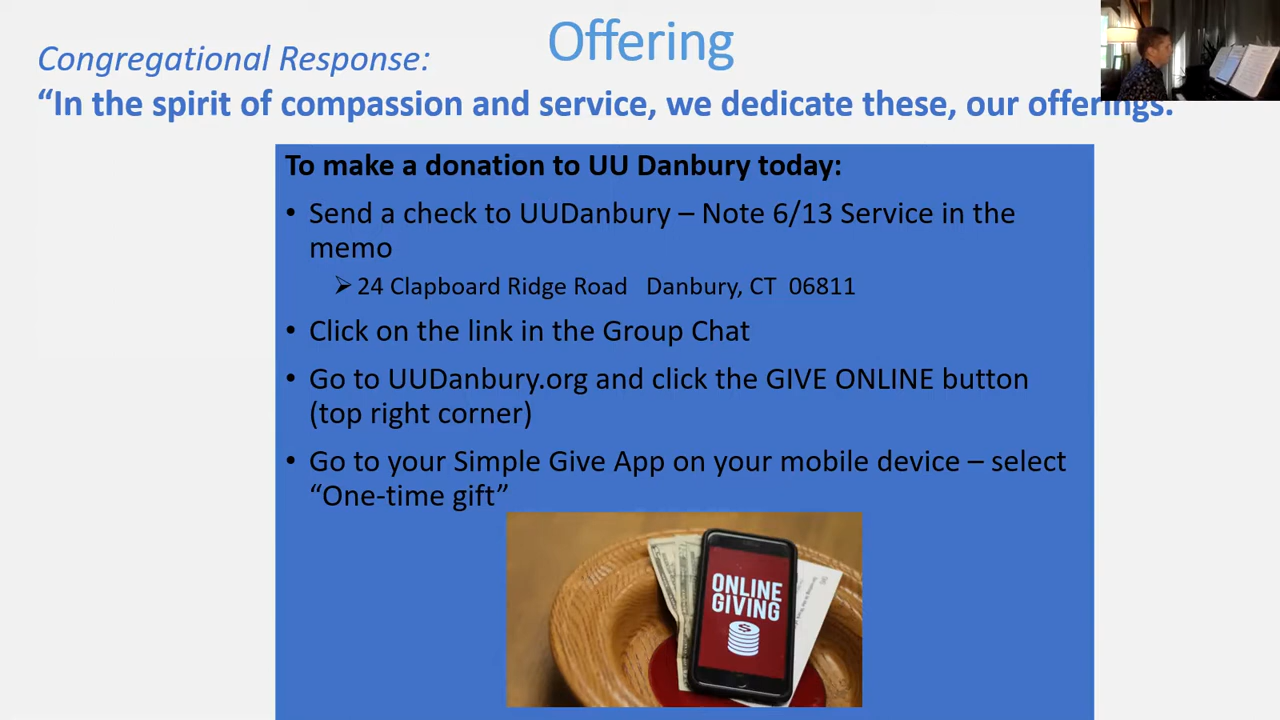 Offering
Congregational Response:
“In the spirit of compassion and service, we dedicate these, our offerings.
To make a donation to UU Danbury today:
• Send a check to UUDanbury – Note 6/13 Service in the
memo
➢ 24 Clapboard Ridge Road Danbury, CT 06811
• Click on the link in the Group Chat
• Go to UUDanbury.org and click the GIVE ONLINE button
(top right corner)
• Go to your Simple Give App on your mobile device – select
“One-time gift”
ONLINE
GIVING
$